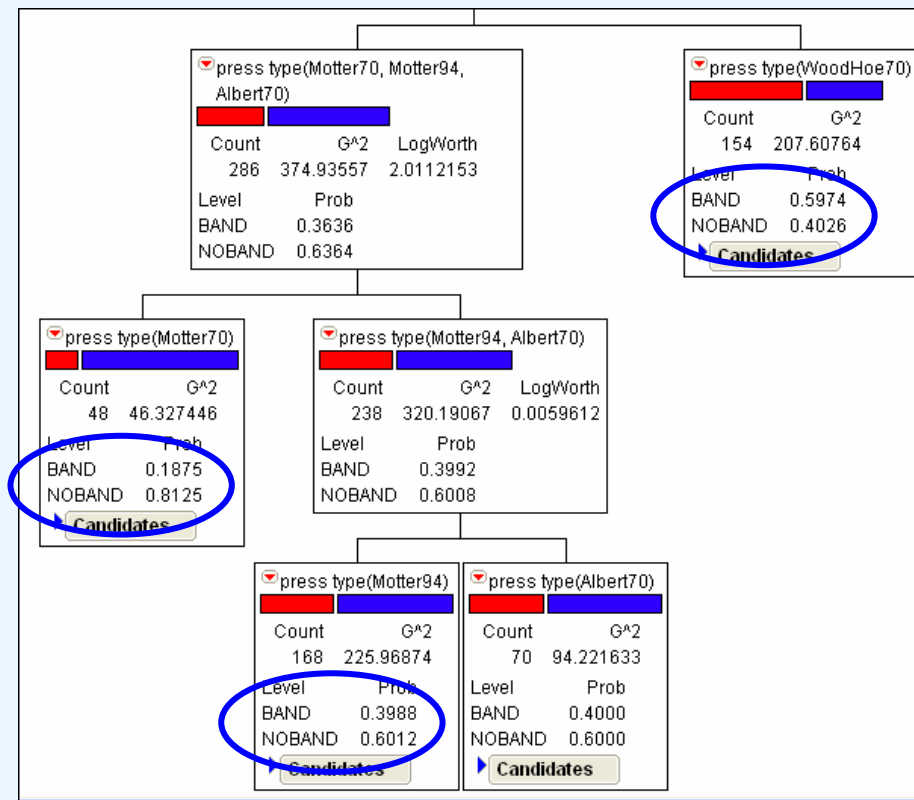 press type(Motter70, Motter94,
Albert70)
Count G^2 LogWorth
286 374.93557 2.0112153
Level Prob
BAND 0.3636
NOBAND 0.6364
press type(WoodHoe70)
Count G^2
154 207.60764
Level Prob
BAND 0.5974
NOBAND 0.4026
Candidates
press type(Motter70)
Count G^2
48 46.327446
Level Prob
BAND 0.1875
NOBAND 0.8125
Candidates
press type(Motter94, Albert70)
Count G^2 LogWorth
238 320.19067 0.0059612
Level Prob
BAND 0.3992
NOBAND 0.6008
press type(Motter94)
Count G^2
168 225.96874
Level Prob
BAND 0.3988
NOBAND 0.6012
Candidates
press type(Albert70)
Count G^2
70 94.221633
Level Prob
BAND 0.4000
NOBAND 0.6000
Candidates